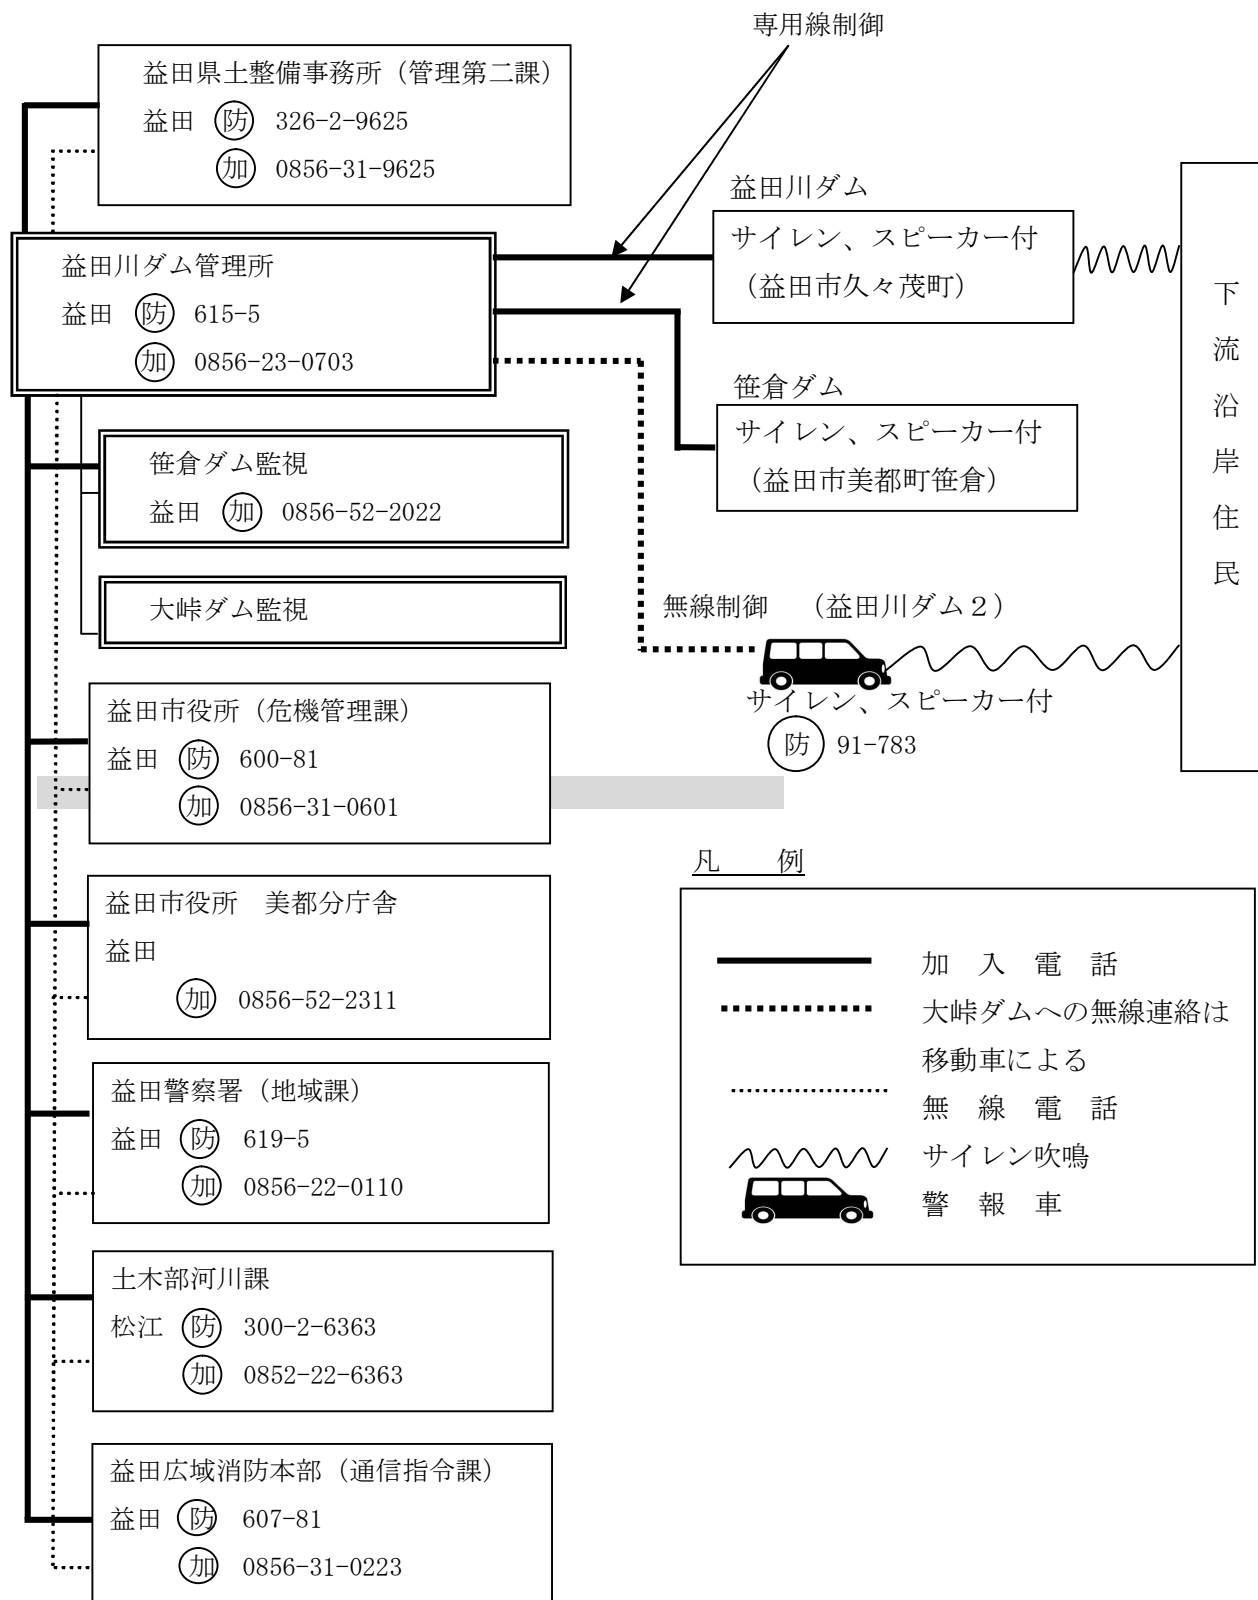 専用線制御
益田県土整備事務所（管理第二課）
益田 防 326-2-9625
加 0856-31-9625
益田川ダム管理所
益田 防 615-5
加 0856-23-0703
笹倉ダム監視
益田 加 0856-52-2022
大峠ダム監視
益田市役所（危機管理課）
益田 防 600-81
加 0856-31-0601
益田市役所　美都分庁舎
益田
加 0856-52-2311
益田警察署（地域課）
益田 防 619-5
加 0856-22-0110
土木部河川課
松江 防 300-2-6363
加 0852-22-6363
益田広域消防本部（通信指令課）
益田 防 607-81
加 0856-31-0223
益田川ダム
サイレン、スピーカー付
（益田市久々茂町）
笹倉ダム
サイレン、スピーカー付
（益田市美都町笹倉）
無線制御　（益田川ダム２）
サイレン、スピーカー付
防 91-783
下流沿岸住民
凡　例
加　入　電　話
大峠ダムへの無線連絡は
移動車による
無　線　電　話
サイレン吹鳴
警　報　車